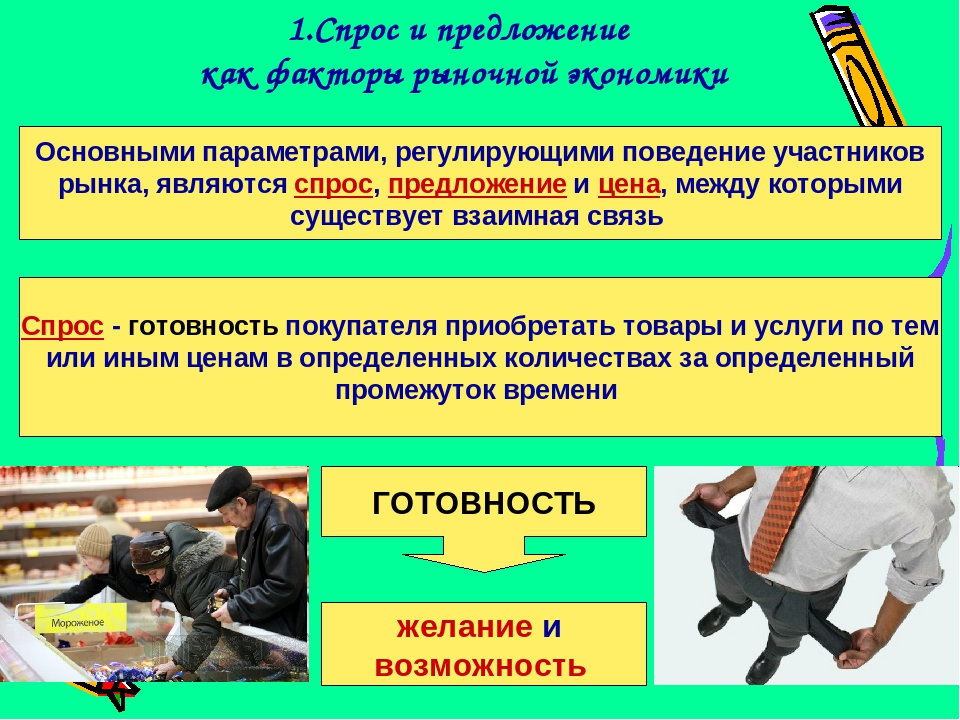 1.Спрос и предложение
как факторы рыночной экономики
Основными параметрами, регулирующими поведение участников
рынка, являются спрос, предложение и цена, между которыми
существует взаимная связь
Спрос - готовность покупателя приобретать товары и услуги по тем
или иным ценам в определенных количествах за определенный
промежуток времени
ГОТОВНОСТЬ
Мороженое
желание и
возможность